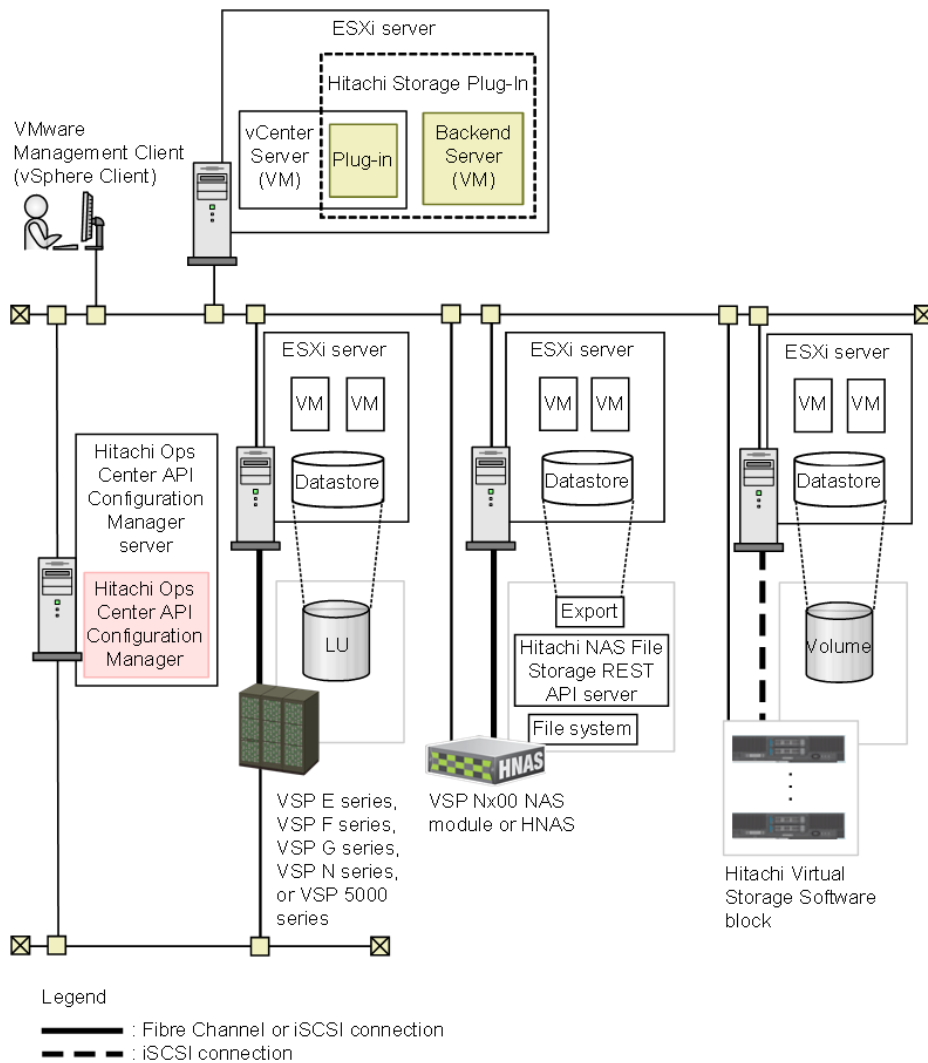 ESXi server
Hitachi Storage Plug-In
vCenter
Server
(VM)
Plug-in
Backend
Server
(VM)
VMware
Management Client
(vSphere Client)
ESXi server
VM
VM
Datastore
LU
ESXi server
VM
VM
Datastore
Export
Hitachi NAS File
Storage REST
API server
File system
ESXi server
VM
VM
Datastore
Volume
Hitachi Ops
Center API
Configuration
Manager
server
Hitachi Ops
Center API
Configuration
Manager
HNAS
VSP E series,
VSP F series,
VSP G series,
VSP N series,
or VSP 5000
series
VSP Nx00 NAS
module or HNAS
Hitachi Virtual
Storage Software
block
Legend
: Fibre Channel or iSCSI connection
: iSCSI connection